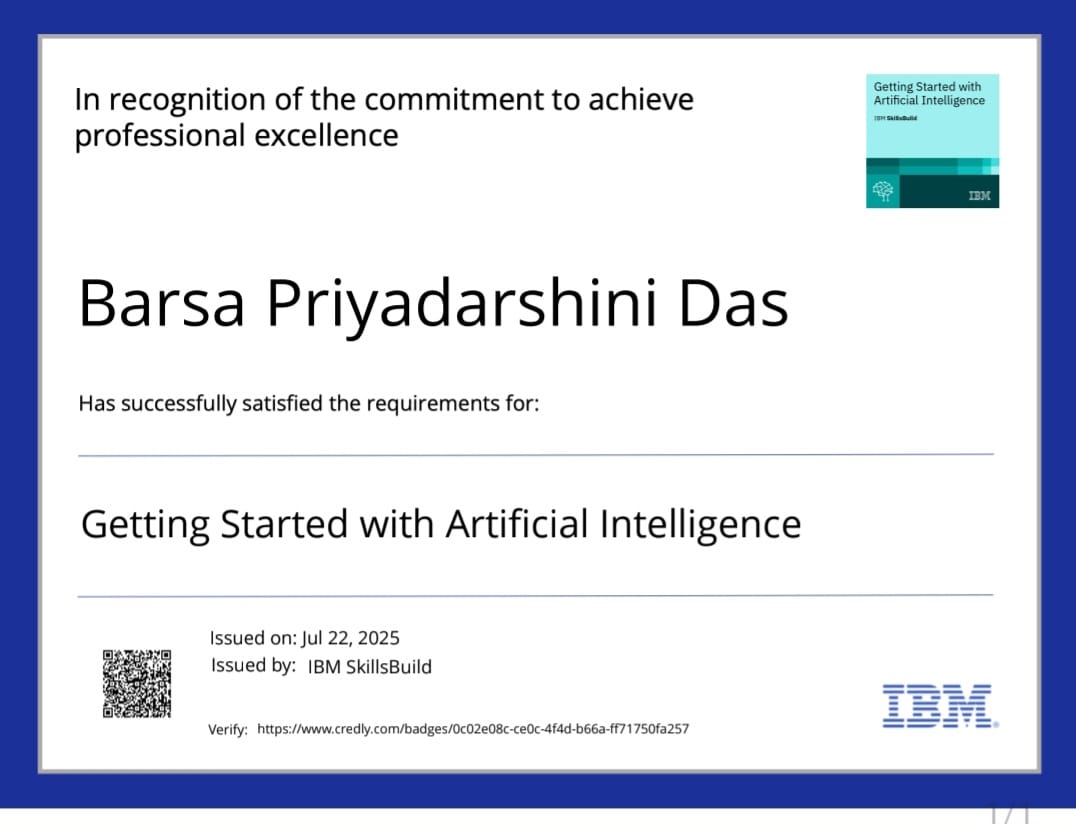 In recognition of the commitment to achieve
professional excellence
Getting Started with
Artificial Intelligence
IBM SkillsBuild
IBM
Barsa Priyadarshini Das
Has successfully satisfied the requirements for:
Getting Started with Artificial Intelligence
Issued on: Jul 22, 2025
Issued by: IBM SkillsBuild
Verify: https://www.credly.com/badges/0c02e08c-ce0c-4f4d-b66a-ff71750fa257
IBM®
1/1